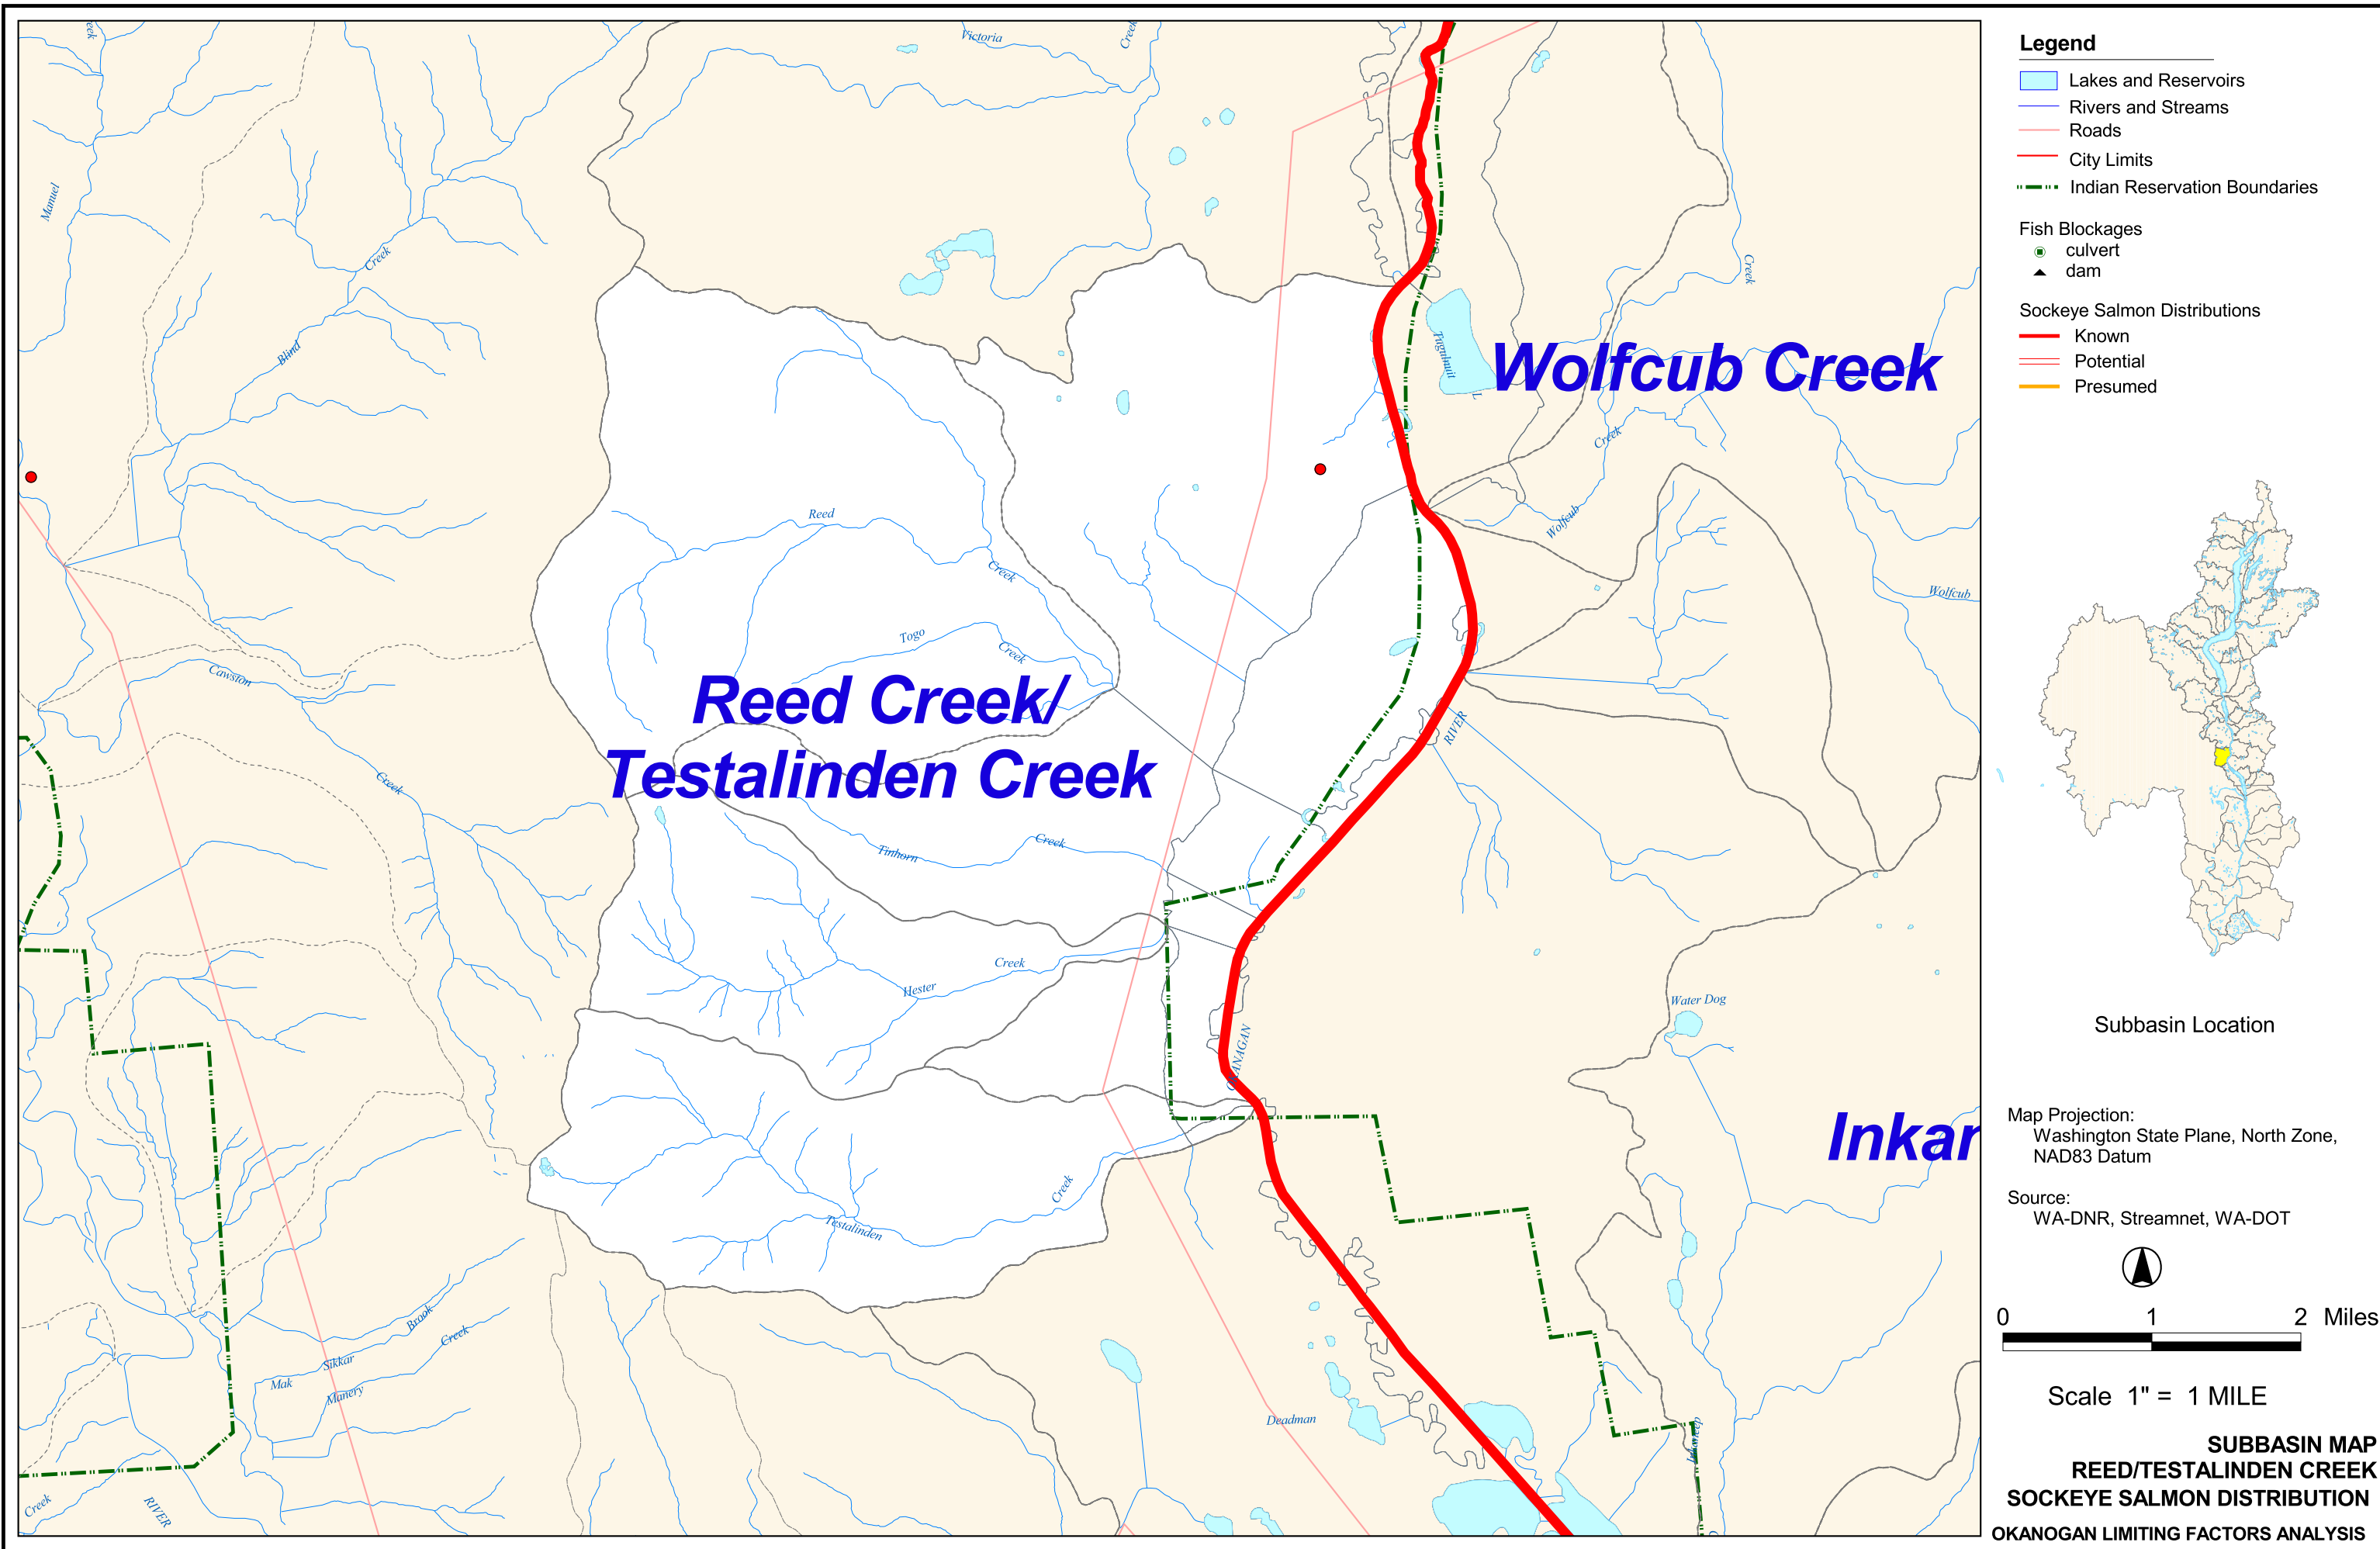 Victoria
Creek
Manuel
Creek
Creek
Blind
Tugulnuit
L
Wolfcub Creek
Creek
Wolfcub
Wolfcub
Reed
Creek
Togo
Creek
Cawston
Creek
Reed Creek/
Testalinden Creek
RIVER
Tinhorn
Creek
Creek
Hester
Water Dog
Inkar
Creek
Testalinden
Brook
Sikkar
Mak
Creek
Manery
Deadman
Creek
RIVER
Legend
Lakes and Reservoirs
Rivers and Streams
Roads
City Limits
Indian Reservation Boundaries
Fish Blockages
culvert
dam
Sockeye Salmon Distributions
Known
Potential
Presumed
Subbasin Location
Map Projection:
Washington State Plane, North Zone,
NAD83 Datum
Source:
WA-DNR, Streamnet, WA-DOT
0 1 2 Miles
Scale 1" = 1 MILE
SUBBASIN MAP
REED/TESTALINDEN CREEK
SOCKEYE SALMON DISTRIBUTION
OKANOGAN LIMITING FACTORS ANALYSIS